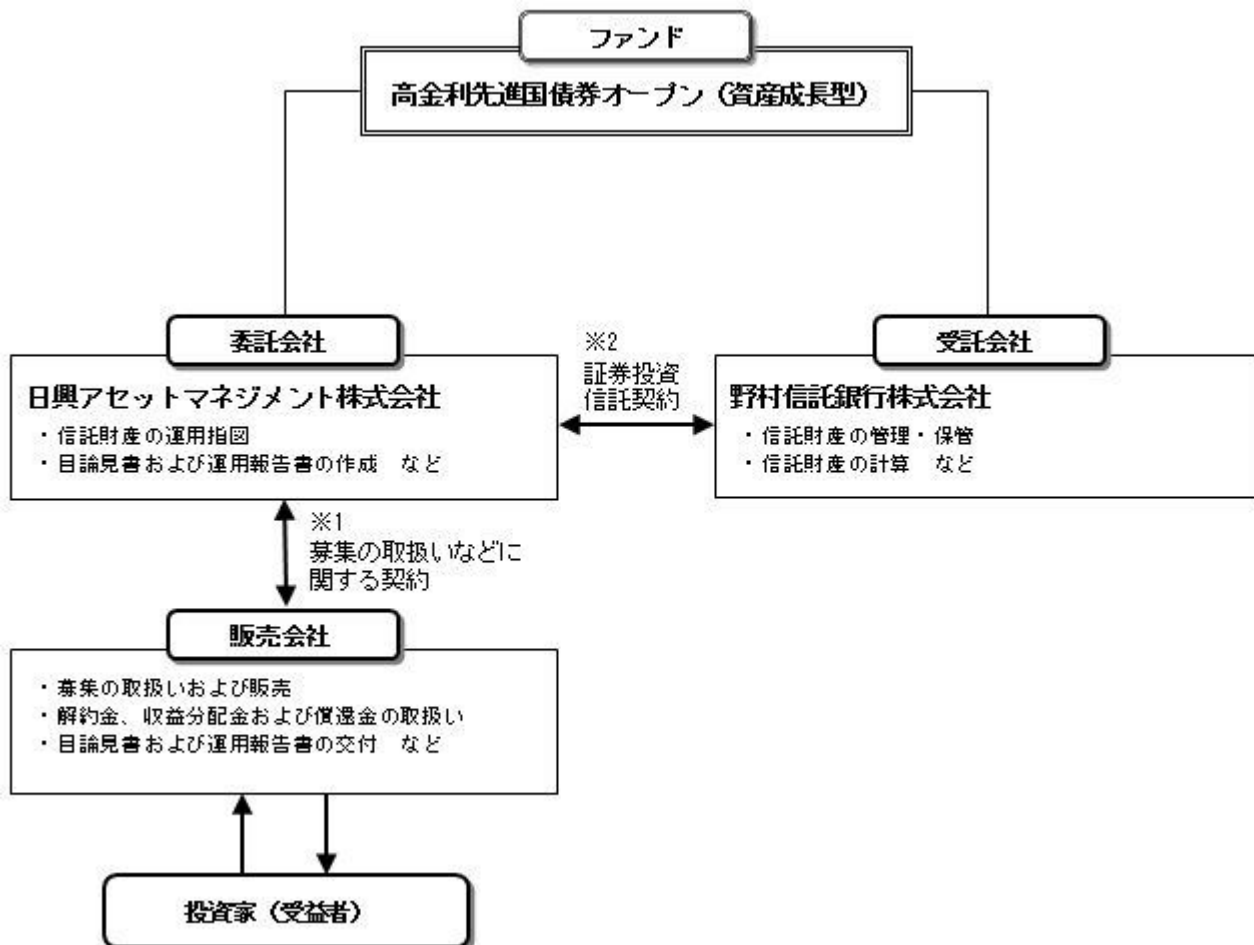 ファンド
高金利先進国債券オープン（資産成長型）
委託会社
日興アセットマネジメント株式会社
・信託財産の運用指図
・目論見書および運用報告書の作成　など
※2
証券投資
信託契約
受託会社
野村信託銀行株式会社
・信託財産の管理・保管
・信託財産の計算　など
※1
募集の取扱いなどに
関する契約
販売会社
・募集の取扱いおよび販売
・解約金、収益分配金および償還金の取扱い
・目論見書および運用報告書の交付　など
投資家（受益者）